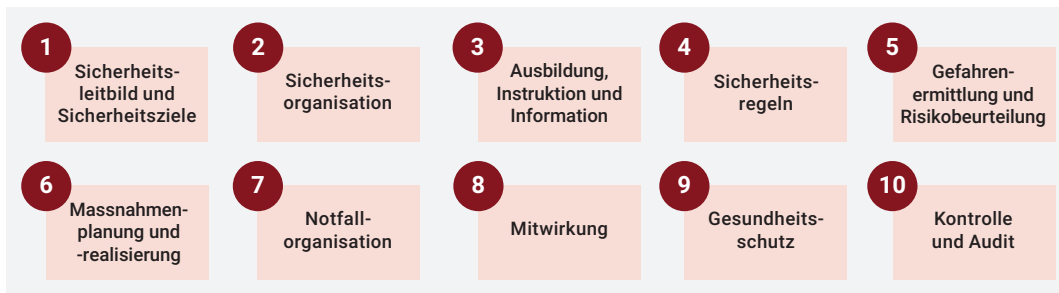 1
Sicherheits-
leitbild und
Sicherheitsziele
2
Sicherheits-
organisation
3
Ausbildung,
Instruktion und
Information
4
Sicherheits-
regeln
5
Gefahren-
ermittlung und
Risikobeurteilung
6
Massnahmen-
planung und
-realisierung
7
Notfall-
organisation
8
Mitwirkung
9
Gesundheits-
schutz
10
Kontrolle
und Audit